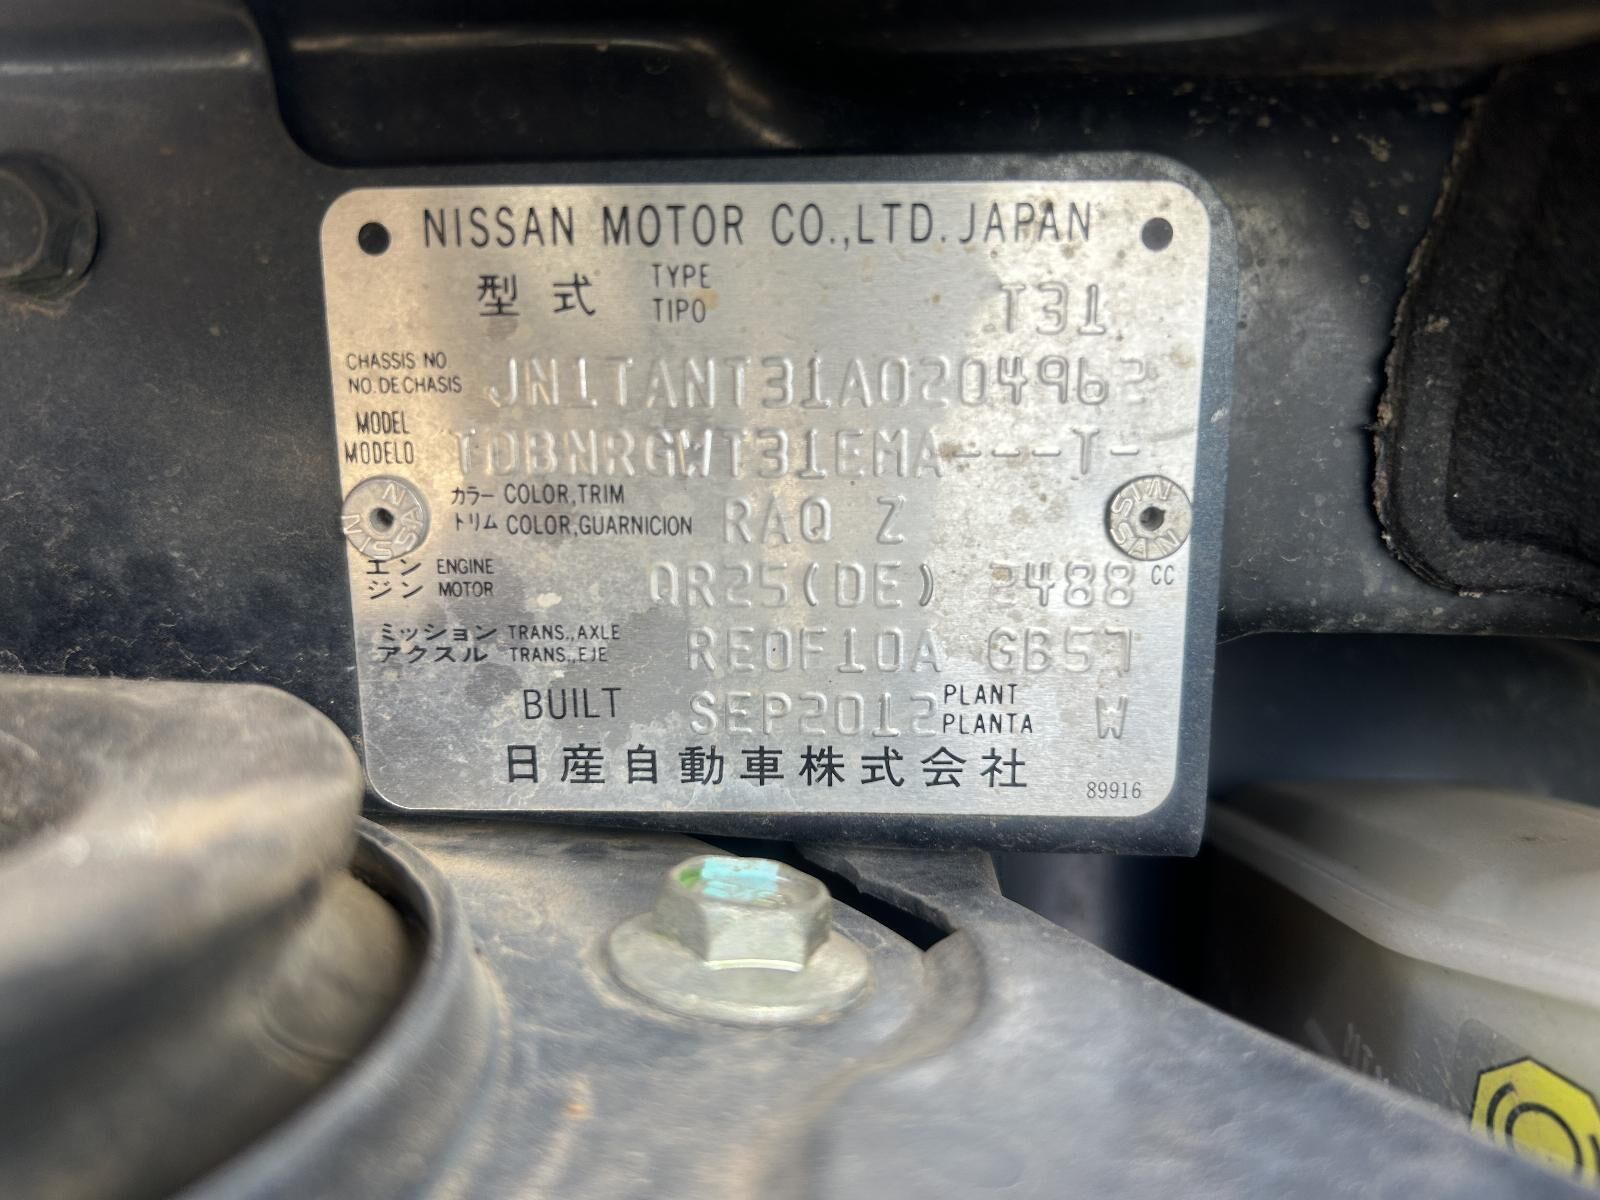 NISSAN MOTOR CO.,LTD. JAPAN
型式 TYPE TIPO T31
CHASSIS NO
NO. DE CHASIS JN1TANT31A0204962
MODEL
MODELO TDBNRGWT31EMA---T-
カラー COLOR,TRIM
トリム COLOR,GUARNICION RAQ Z
エンジン ENGINE MOTOR QR25(DE) 2488 CC
ミッション TRANS.,AXLE
アクスル TRANS.,EJE RE0F10A GB57
BUILT SEP2012 PLANT PLANTA W
日産自動車株式会社
89916
NISSAN
NISSAN